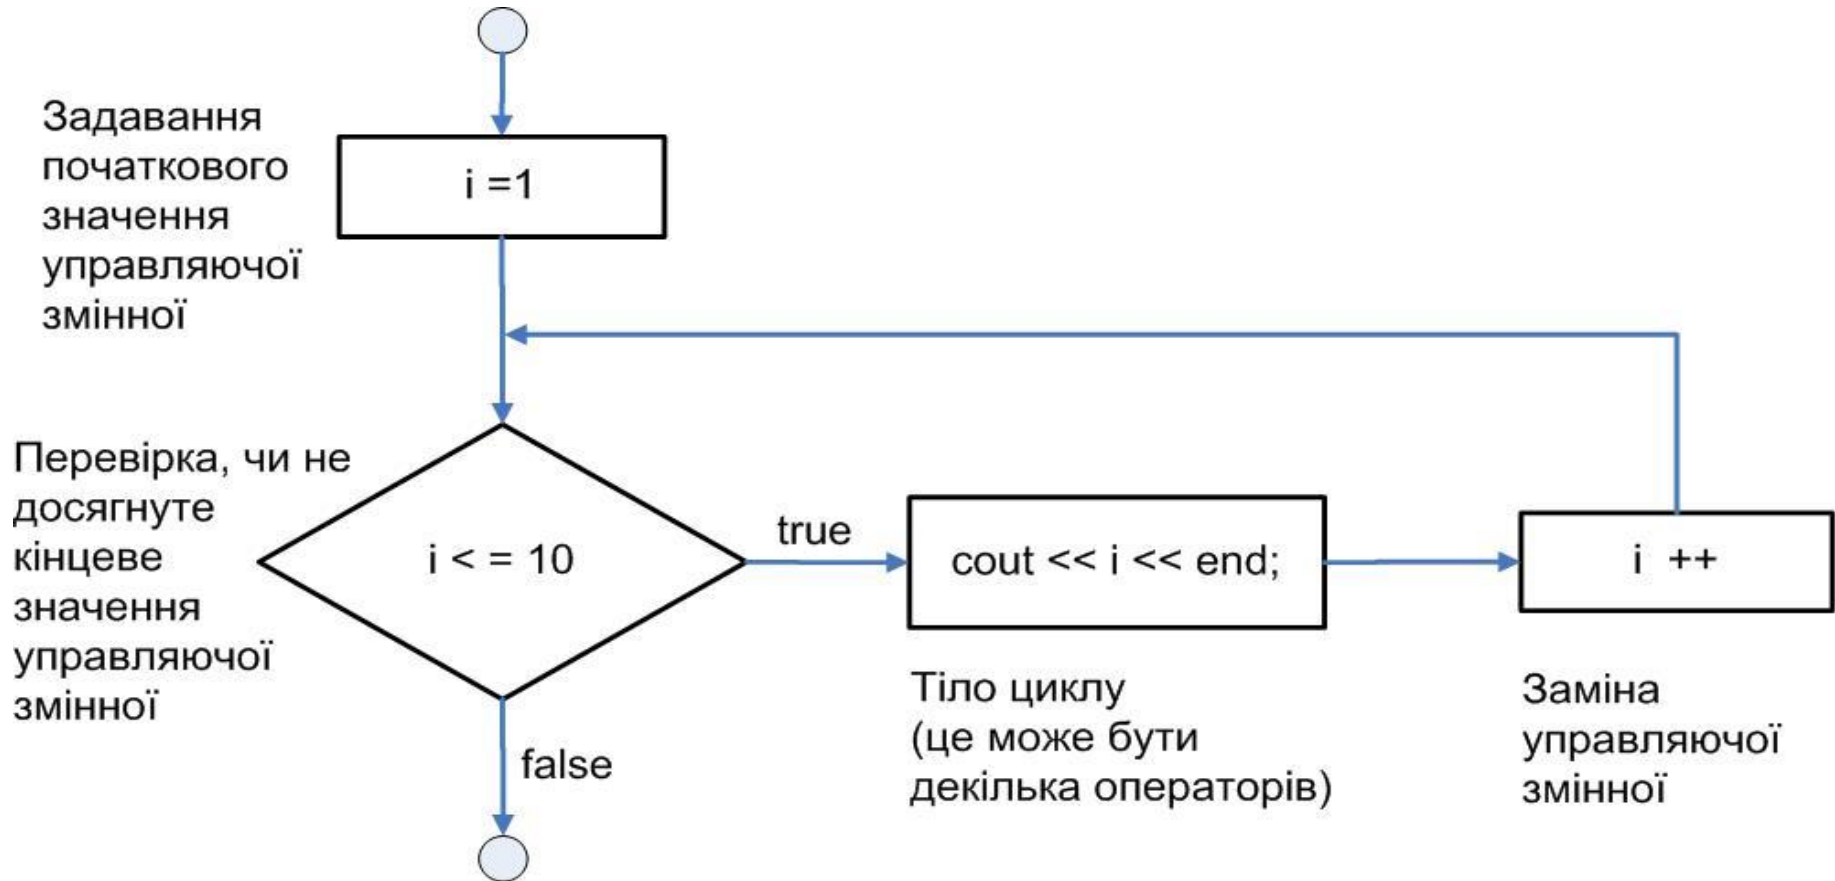 Задавання
початкового
значення
управляючої
змінної
i =1
Перевірка, чи не
досягнуте
кінцеве
значення
управляючої
змінної
i < = 10
true
cout << i << end;
i ++
Тіло циклу
(це може бути
декілька операторів)
Заміна
управляючої
змінної
false